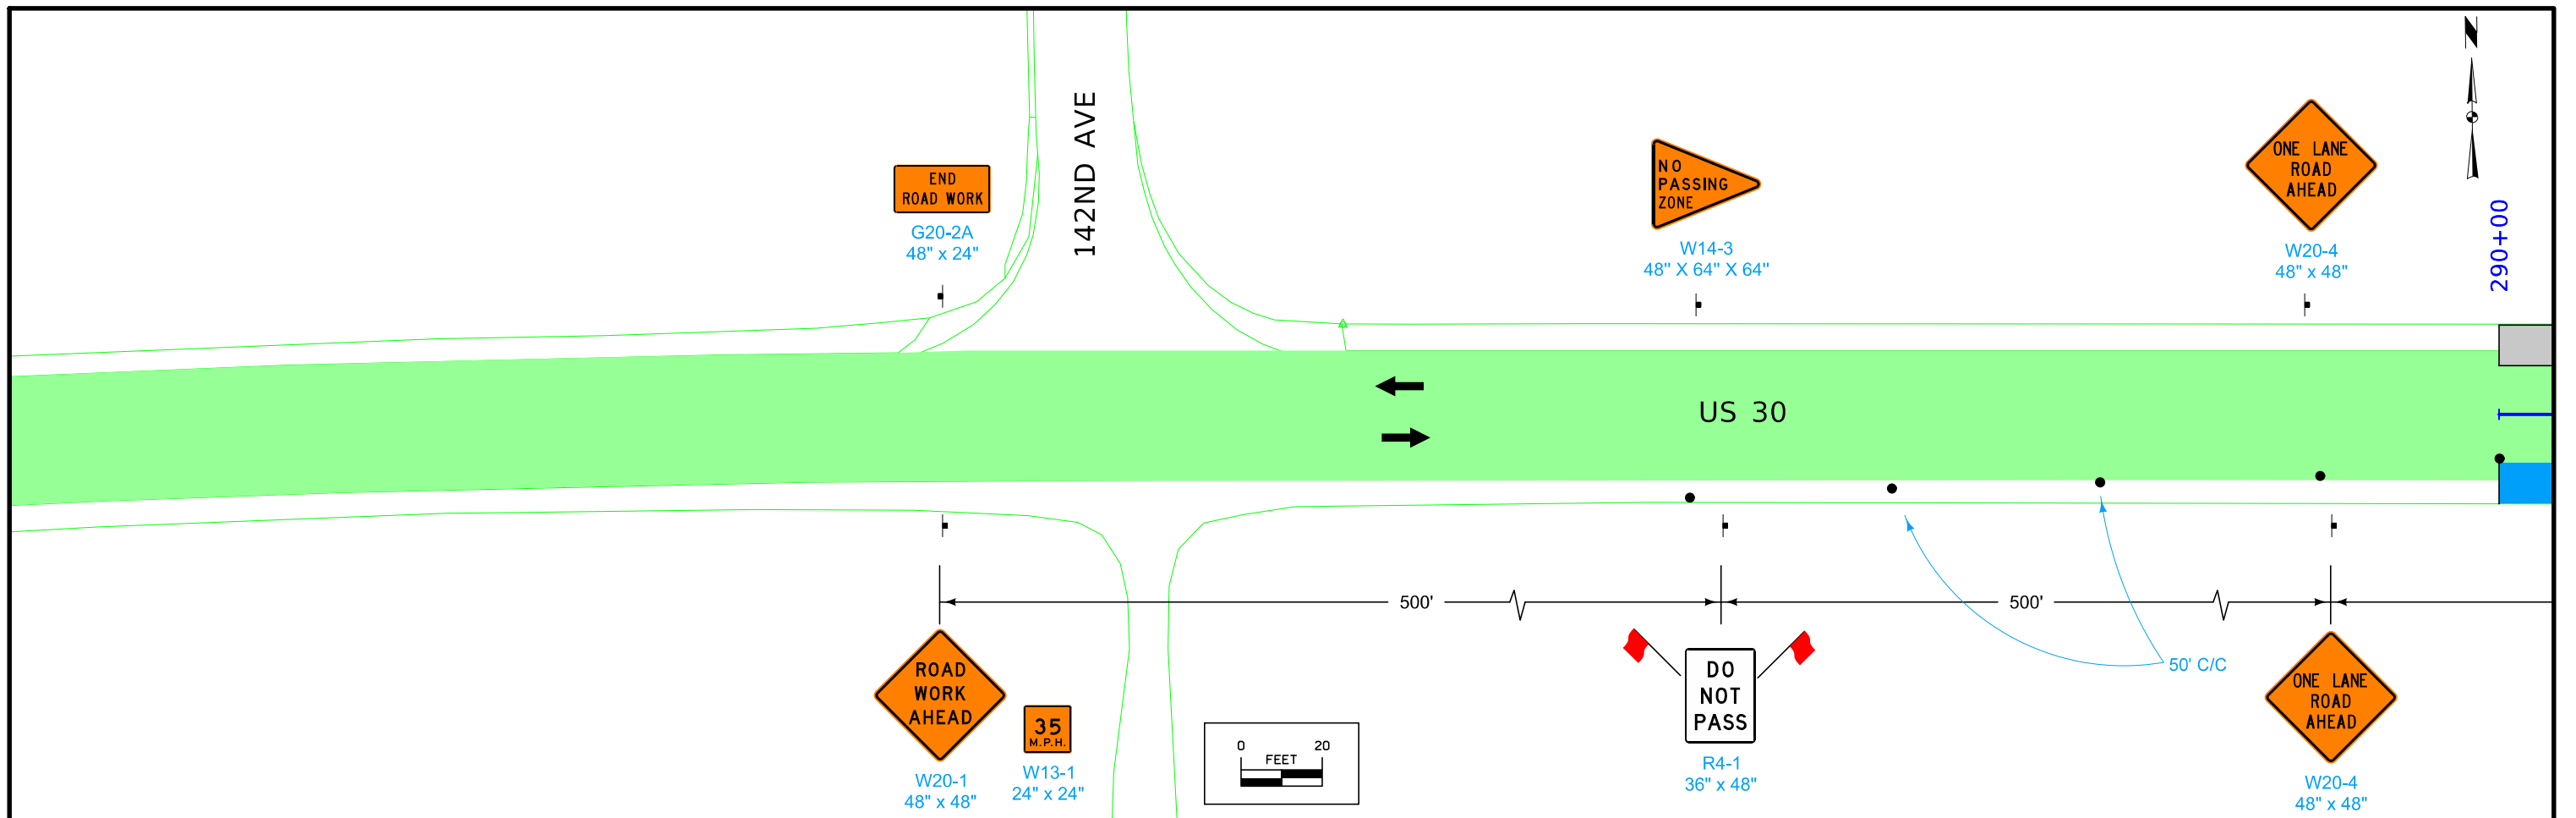 N
142ND AVE
END
ROAD WORK
G20-2A
48" x 24"
NO
PASSING
ZONE
W14-3
48" X 64" X 64"
ONE LANE
ROAD
AHEAD
W20-4
48" x 48"
290+00
US 30
500'
500'
50' C/C
ROAD
WORK
AHEAD
W20-1
48" x 48"
35
M.P.H.
W13-1
24" x 24"
0 20
FEET
DO
NOT
PASS
R4-1
36" x 48"
ONE LANE
ROAD
AHEAD
W20-4
48" x 48"